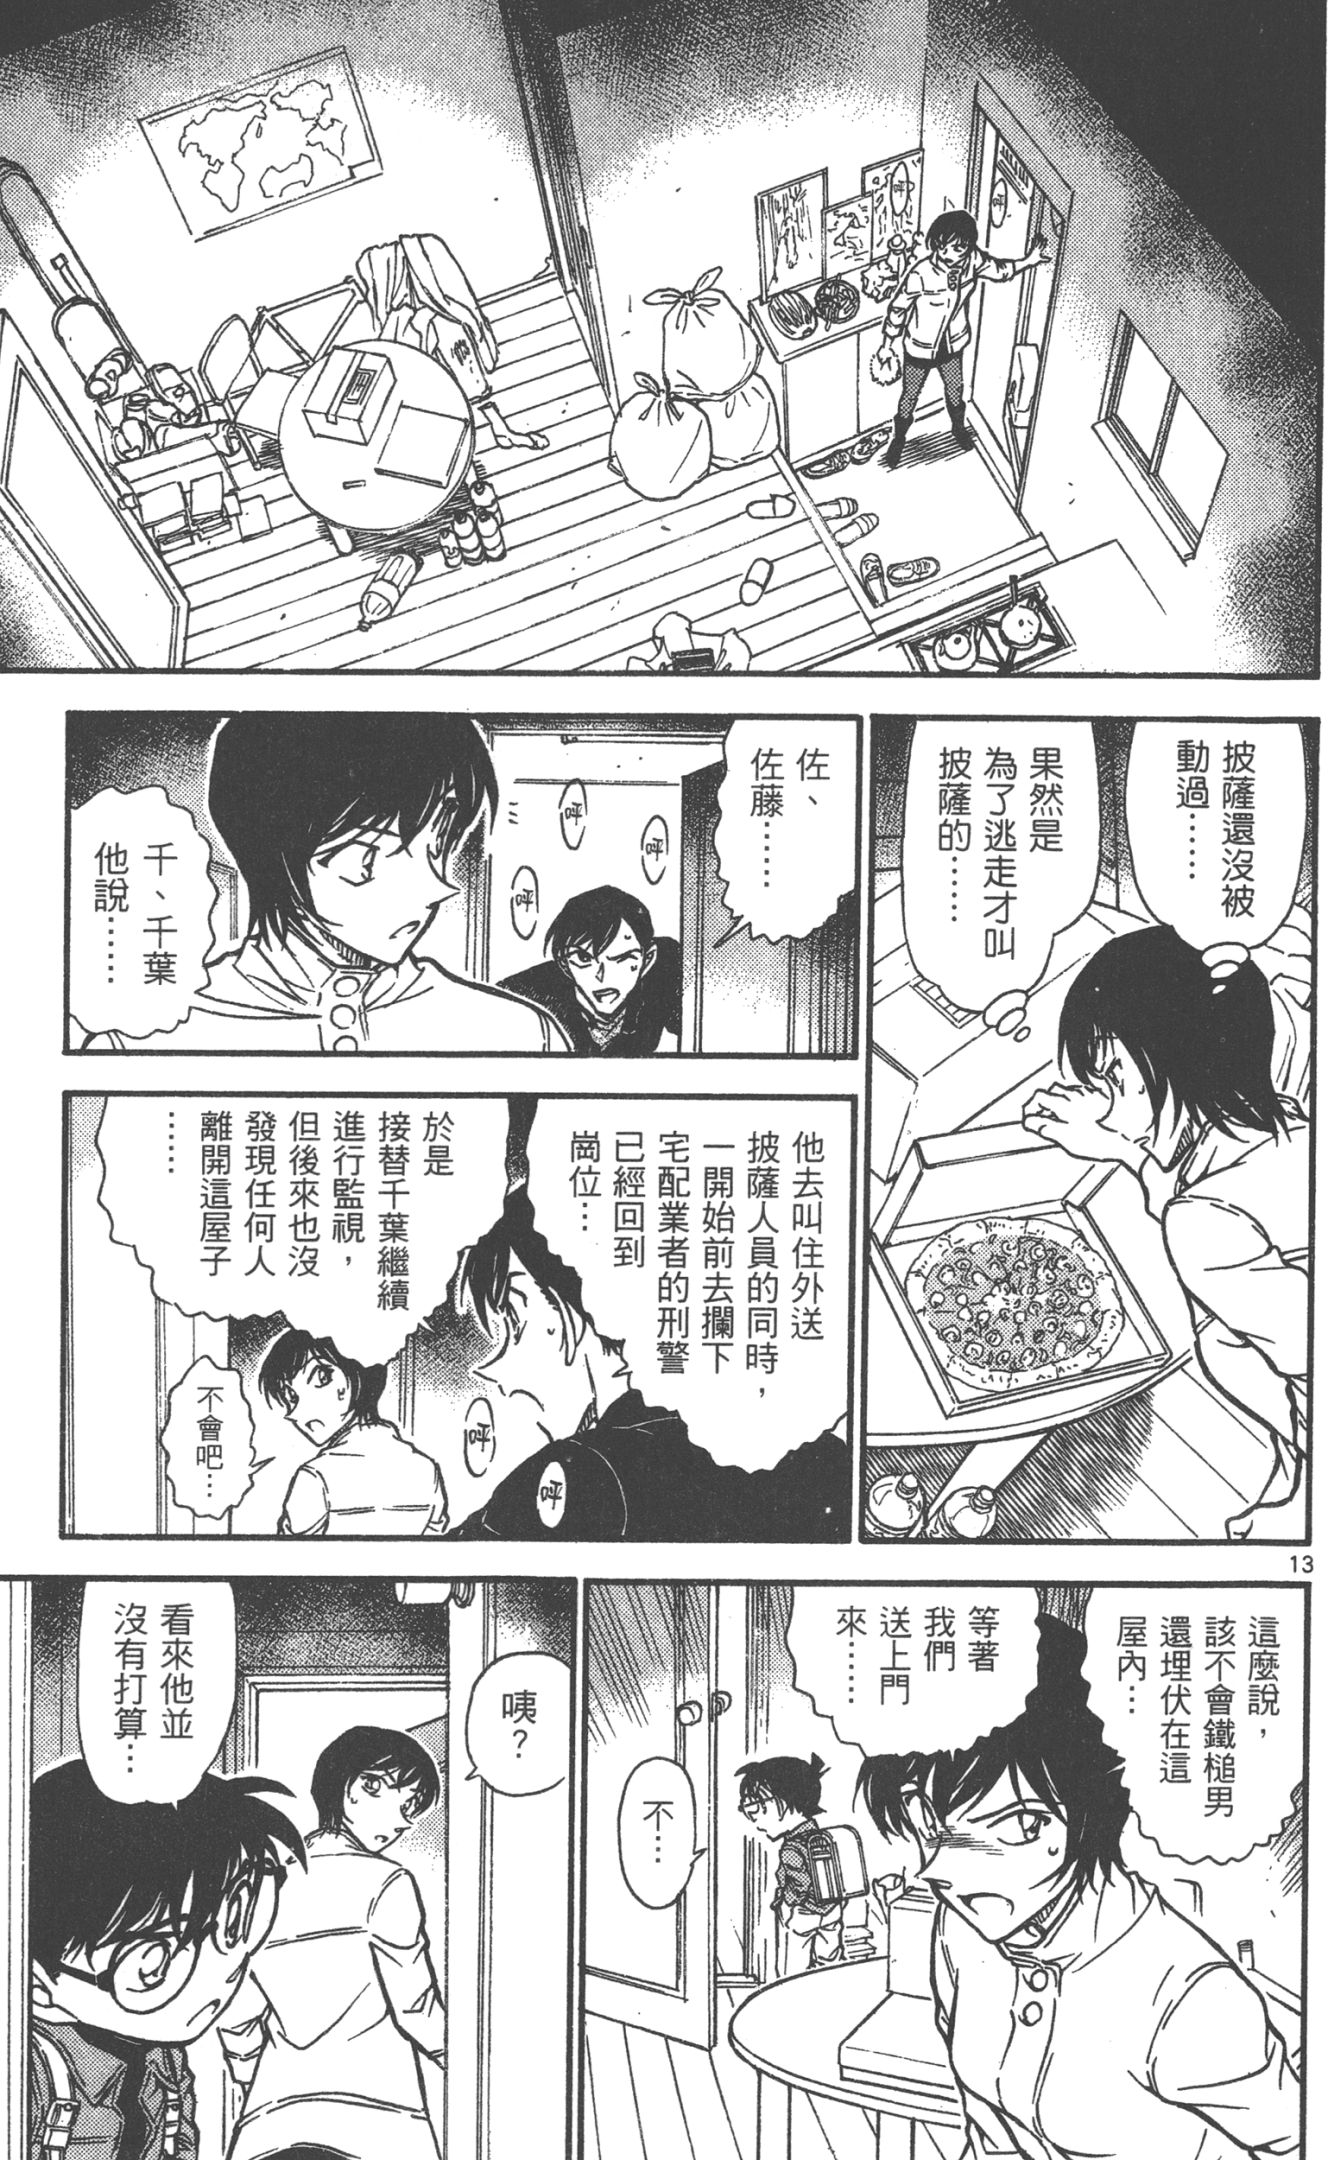 呼
呼
披薩還沒被
動過……
果然是
為了逃走才叫
披薩的……
佐、
佐藤……
呼
呼
呼
千、千葉
他說……
他去叫住外送
披薩人員的同時，
一開始前去攔下
宅配業者的刑警
已經回到
崗位…
於是
接替千葉繼續
進行監視，
但後來也沒
發現任何人
離開這屋子
……
呼
呼
不會吧…
13
這麼說，
該不會鐵槌男
還埋伏在這
屋內…
等著
我們
送上門
來……
不…
咦？
看來他並
沒有打算…